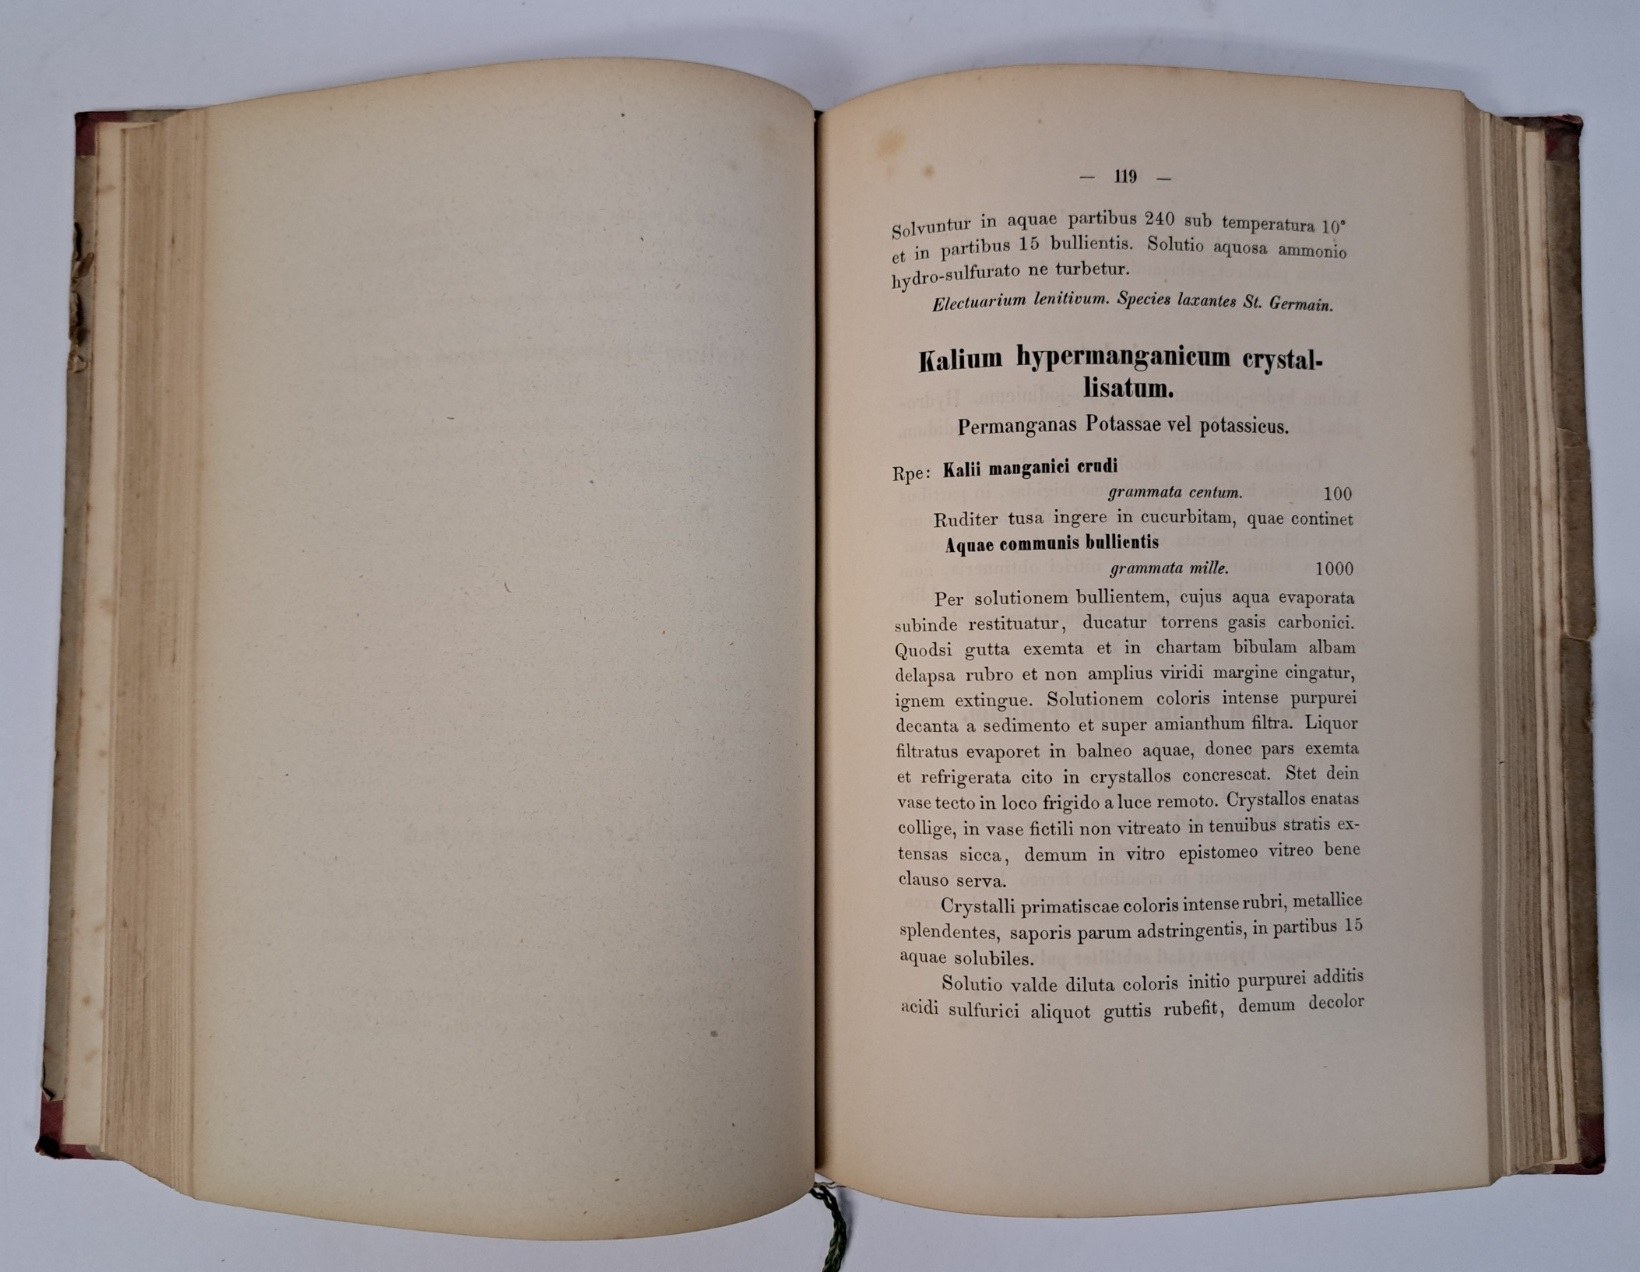 — 119 —
Solvuntur in aquae partibus 240 sub temperatura 10°
et in partibus 15 bullientis. Solutio aquosa ammonio
hydro-sulfurato ne turbetur.
Electuarium lenitivum. Species laxantes St. Germain.
Kalium hypermanganicum crystal-
lisatum.
Permanganas Potassae vel potassicus.
Rpe: Kalii manganici crudi
grammata centum. 100
Ruditer tusa ingere in cucurbitam, quae continet
Aquae communis bullientis
grammata mille. 1000
Per solutionem bullientem, cujus aqua evaporata
subinde restituatur, ducatur torrens gasis carbonici.
Quodsi gutta exemta et in chartam bibulam albam
delapsa rubro et non amplius viridi margine cingatur,
ignem extingue. Solutionem coloris intense purpurei
decanta a sedimento et super amianthum filtra. Liquor
filtratus evaporet in balneo aquae, donec pars exemta
et refrigerata cito in crystallos concrescat. Stet dein
vase tecto in loco frigido a luce remoto. Crystallos enatas
collige, in vase fictili non vitreato in tenuibus stratis ex-
tensas sicca, demum in vitro epistomeo vitreo bene
clauso serva.
Crystalli primatiscae coloris intense rubri, metallice
splendentes, saporis parum adstringentis, in partibus 15
aquae solubiles.
Solutio valde diluta coloris initio purpurei additis
acidi sulfurici aliquot guttis rubefit, demum decolor